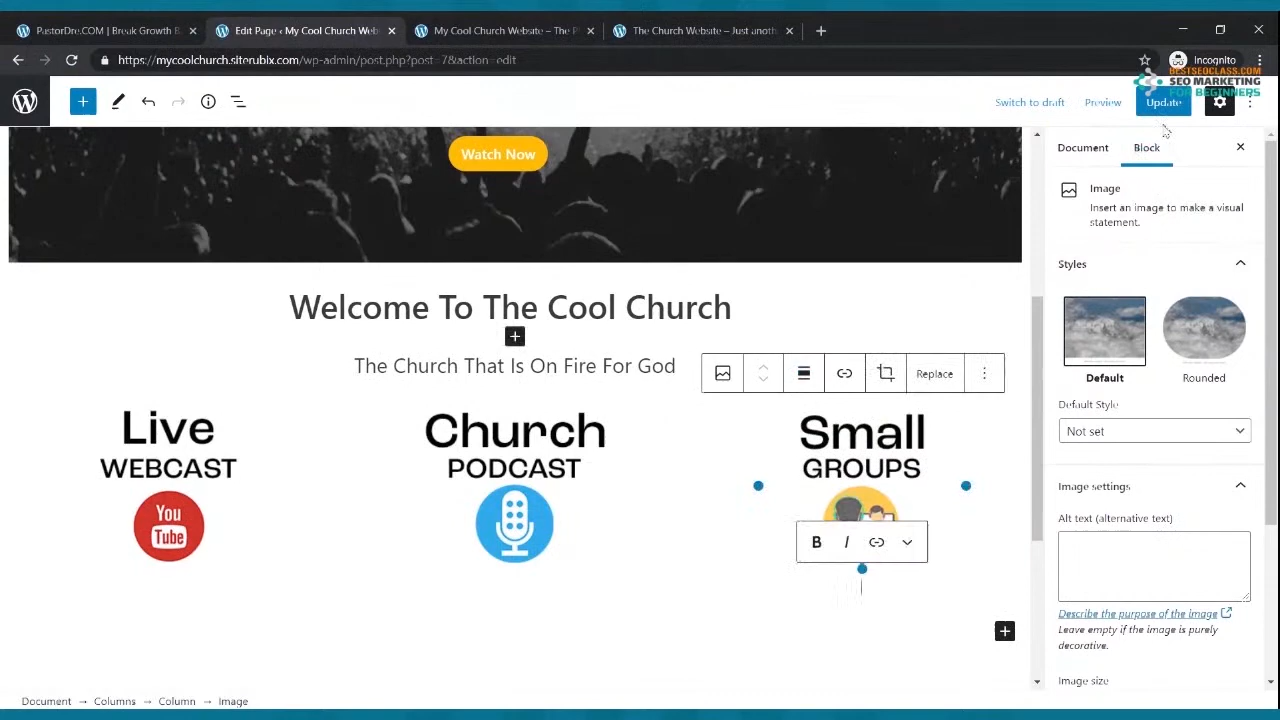 PastorDre.COM | Break Growth B
Edit Page ‹ My Cool Church Web
My Cool Church Website – The P
The Church Website – Just anoth
https://mycoolchurch.siterubix.com/wp-admin/post.php?post=7&action=edit
Incognito
BESTSEOCLASS.COM
SEO MARKETING
FOR BEGINNERS
Switch to draft
Preview
Update
Watch Now
Document
Block
Image
Insert an image to make a visual
statement.
Styles
Default
Rounded
Default Style
Not set
Welcome To The Cool Church
The Church That Is On Fire For God
Replace
Live
WEBCAST
You
Tube
Church
PODCAST
Small
GROUPS
B I
Image settings
Alt text (alternative text)
Describe the purpose of the image
Leave empty if the image is purely
decorative.
Image size
Document → Columns → Column → Image